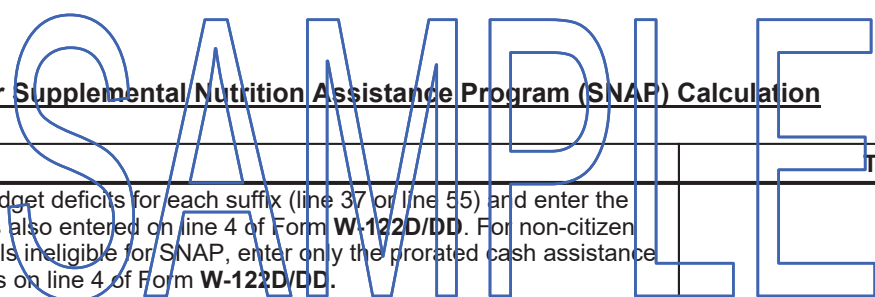 SAMPLE
r Supplemental Nutrition Assistance Program (SNAP) Calculation
T
dget deficits for each suffix (line 37 or line 55) and enter the
s also entered on line 4 of Form W-122D/DD. For non-citizen
ls ineligible for SNAP, enter only the prorated cash assistance
s on line 4 of Form W-122D/DD.